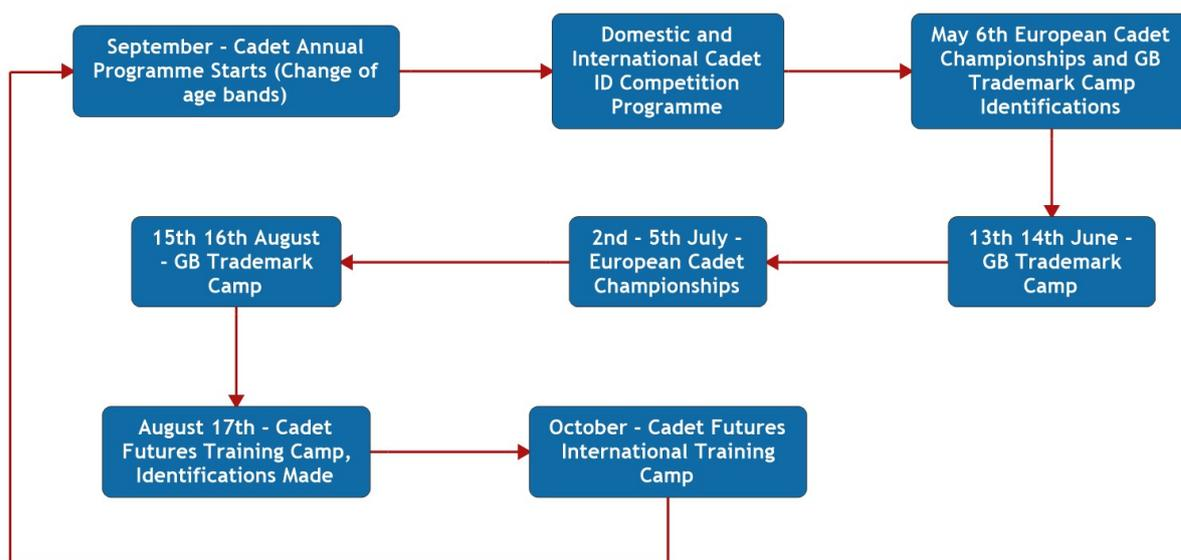 September - Cadet Annual
Programme Starts (Change of
age bands)
Domestic and
International Cadet
ID Competition
Programme
May 6th European Cadet
Championships and GB
Trademark Camp
Identifications
13th 14th June -
GB Trademark
Camp
2nd - 5th July -
European Cadet
Championships
15th 16th August
- GB Trademark
Camp
August 17th - Cadet
Futures Training Camp,
Identifications Made
October - Cadet Futures
International Training
Camp